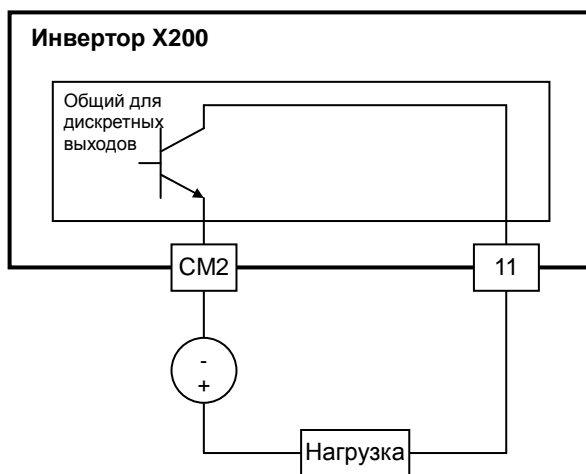 Инвертор X200
Общий для
дискретных
выходов
CM2
11
-
+
Нагрузка